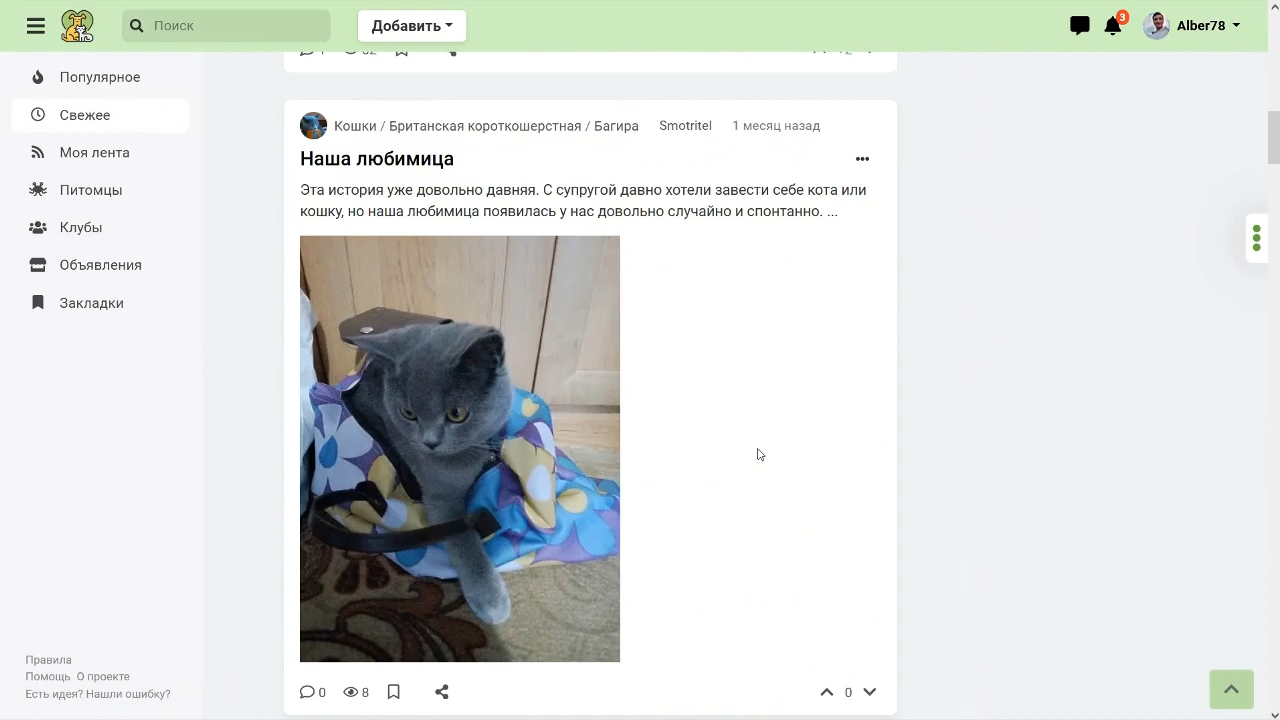 Поиск
Добавить
3
Alber78
Популярное
Свежее
Моя лента
Питомцы
Клубы
Объявления
Закладки
Кошки / Британская короткошерстная / Багира Smotritel 1 месяц назад
Наша любимица
Эта история уже довольно давняя. С супругой давно хотели завести себе кота или
кошку, но наша любимица появилась у нас довольно случайно и спонтанно. ...
0 8 0
Правила
Помощь О проекте
Есть идея? Нашли ошибку?